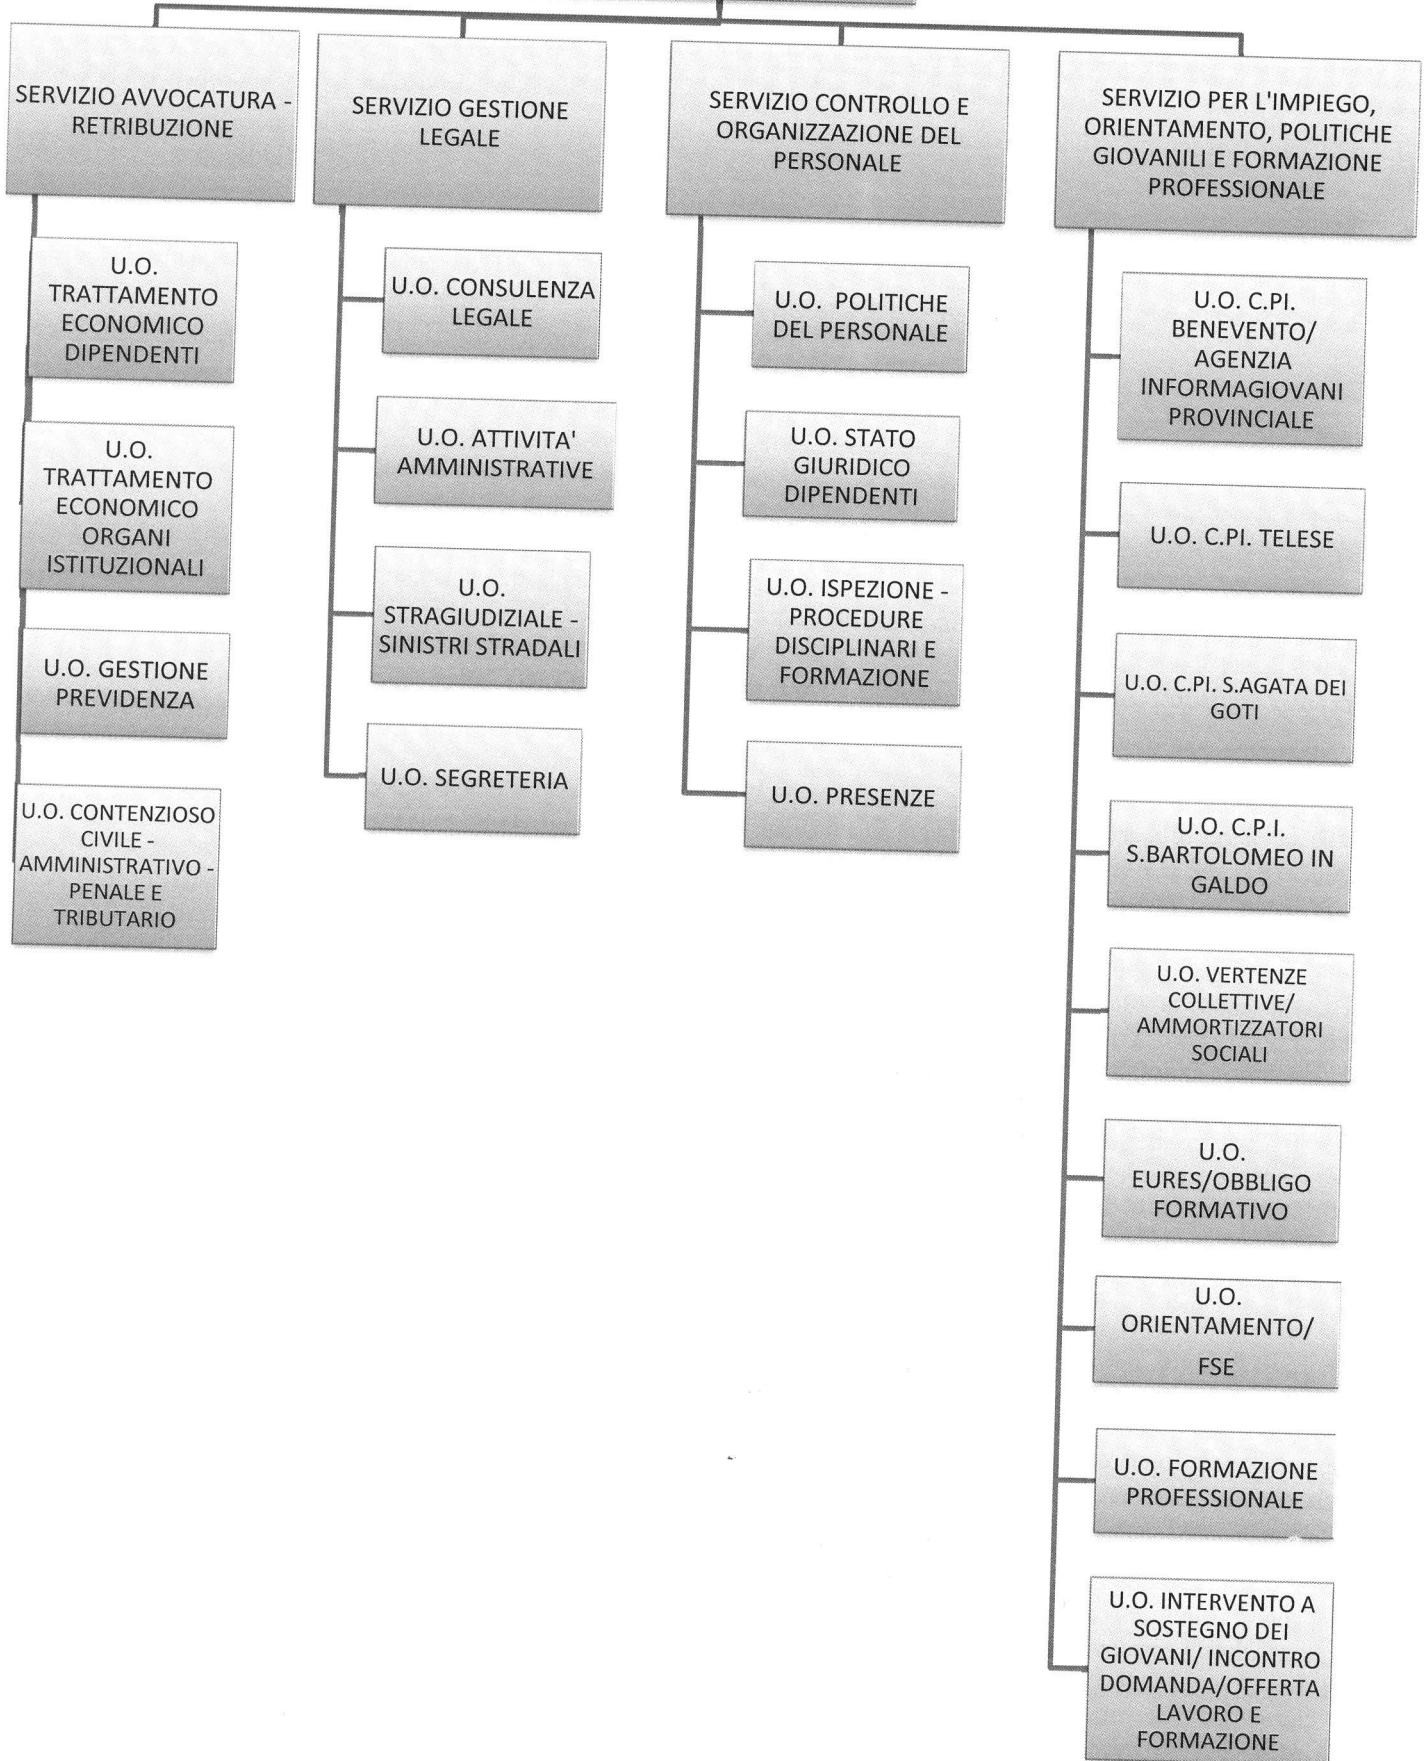 SERVIZIO AVVOCATURA -
RETRIBUZIONE
U.O.
TRATTAMENTO
ECONOMICO
DIPENDENTI
U.O.
TRATTAMENTO
ECONOMICO
ORGANI
ISTITUZIONALI
U.O. GESTIONE
PREVIDENZA
U.O. CONTENZIOSO
CIVILE -
AMMINISTRATIVO -
PENALE E
TRIBUTARIO
SERVIZIO GESTIONE
LEGALE
U.O. CONSULENZA
LEGALE
U.O. ATTIVITA'
AMMINISTRATIVE
U.O.
STRAGIUDIZIALE -
SINISTRI STRADALI
U.O. SEGRETERIA
SERVIZIO CONTROLLO E
ORGANIZZAZIONE DEL
PERSONALE
U.O. POLITICHE
DEL PERSONALE
U.O. STATO
GIURIDICO
DIPENDENTI
U.O. ISPEZIONE -
PROCEDURE
DISCIPLINARI E
FORMAZIONE
U.O. PRESENZE
SERVIZIO PER L'IMPIEGO,
ORIENTAMENTO, POLITICHE
GIOVANILI E FORMAZIONE
PROFESSIONALE
U.O. C.PI.
BENEVENTO/
AGENZIA
INFORMAGIOVANI
PROVINCIALE
U.O. C.PI. TELESE
U.O. C.PI. S.AGATA DEI
GOTI
U.O. C.P.I.
S.BARTOLOMEO IN
GALDO
U.O. VERTENZE
COLLETTIVE/
AMMORTIZZATORI
SOCIALI
U.O.
EURES/OBBLIGO
FORMATIVO
U.O.
ORIENTAMENTO/
FSE
U.O. FORMAZIONE
PROFESSIONALE
U.O. INTERVENTO A
SOSTEGNO DEI
GIOVANI/ INCONTRO
DOMANDA/OFFERTA
LAVORO E
FORMAZIONE